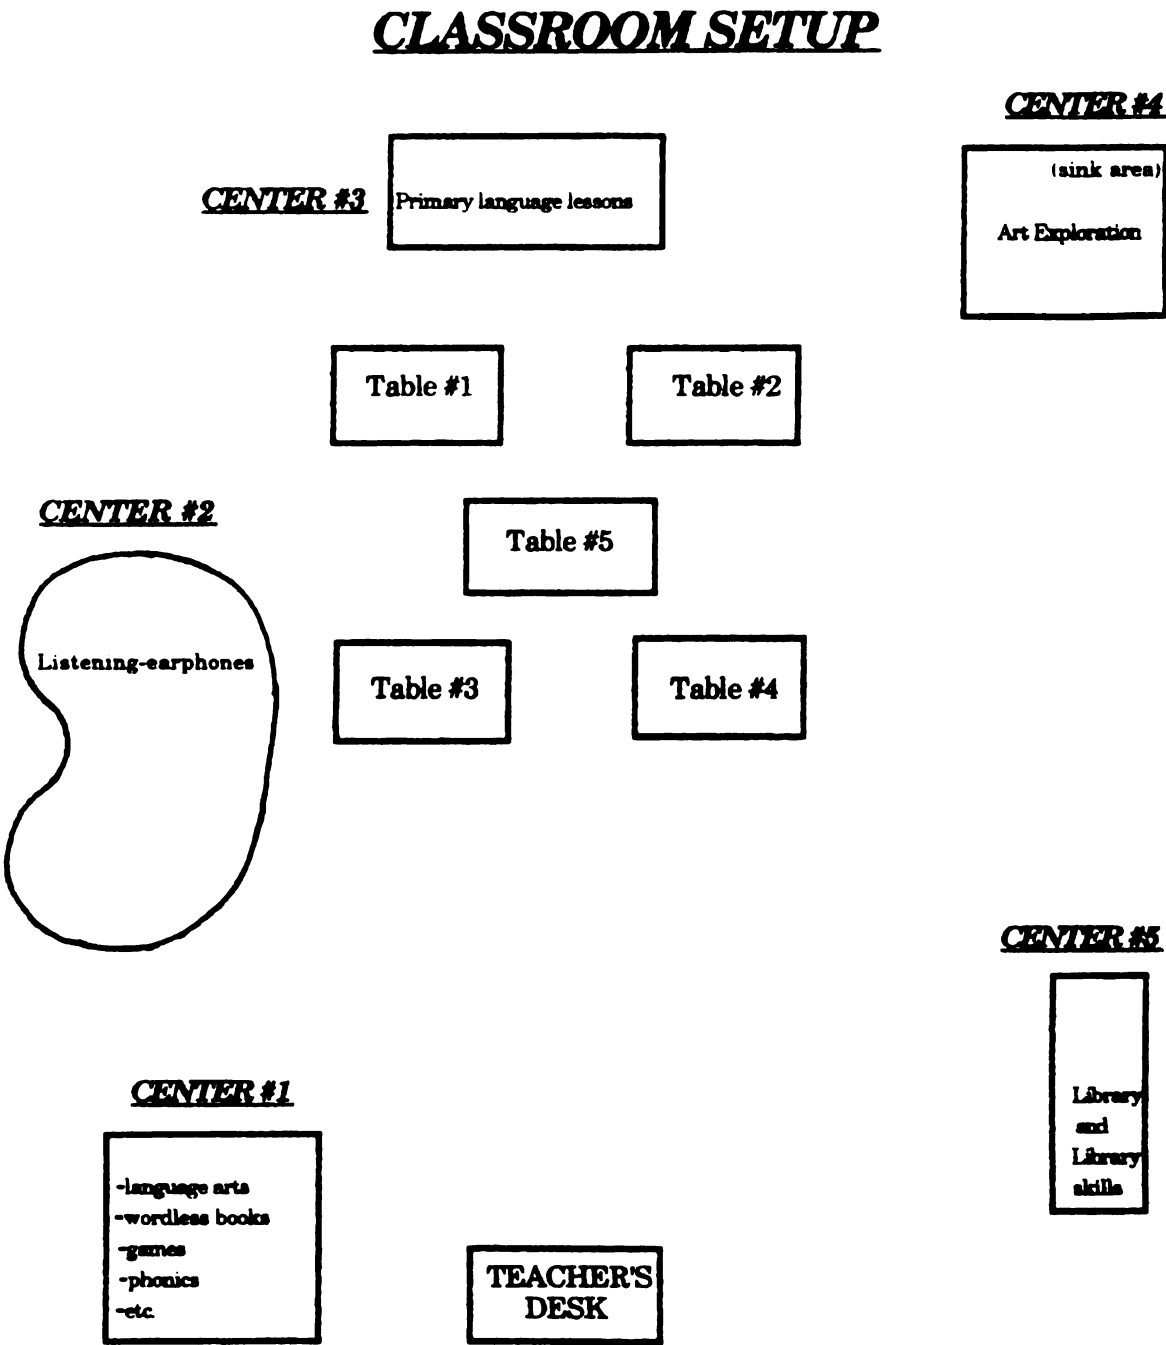 CLASSROOM SETUP
CENTER #4
(sink area)
Art Exploration
CENTER #3
Primary language lessons
Table #1
Table #2
CENTER #2
Table #5
Listening-earphones
Table #3
Table #4
CENTER #5
Library
and
Library
skills
CENTER #1
-language arts
-wordless books
-games
-phonics
-etc.
TEACHER'S
DESK